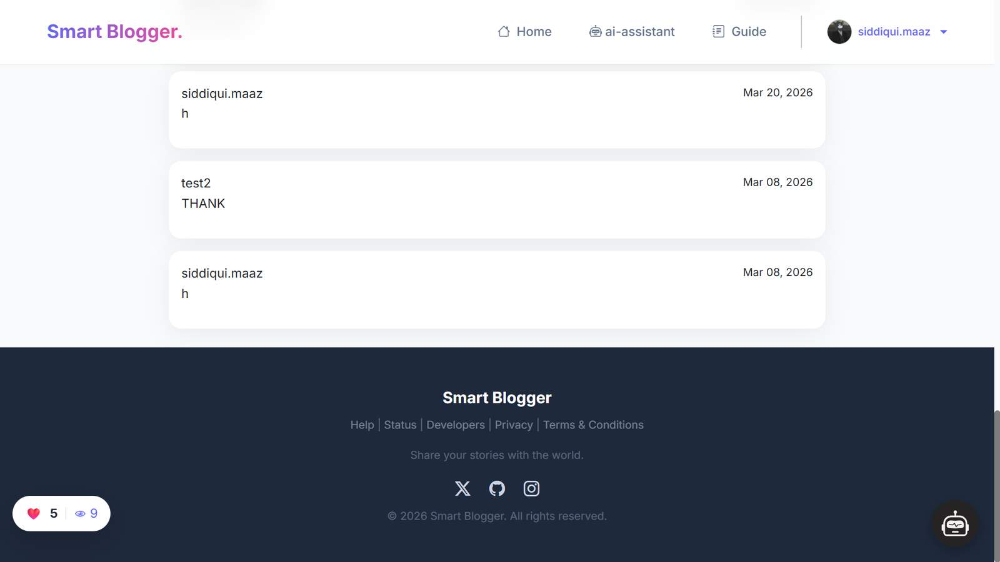 Smart Blogger.
Home
ai-assistant
Guide
siddiqui.maaz
siddiqui.maaz
Mar 20, 2026
h
test2
Mar 08, 2026
THANK
siddiqui.maaz
Mar 08, 2026
h
Smart Blogger
Help | Status | Developers | Privacy | Terms & Conditions
Share your stories with the world.
5
9
© 2026 Smart Blogger. All rights reserved.